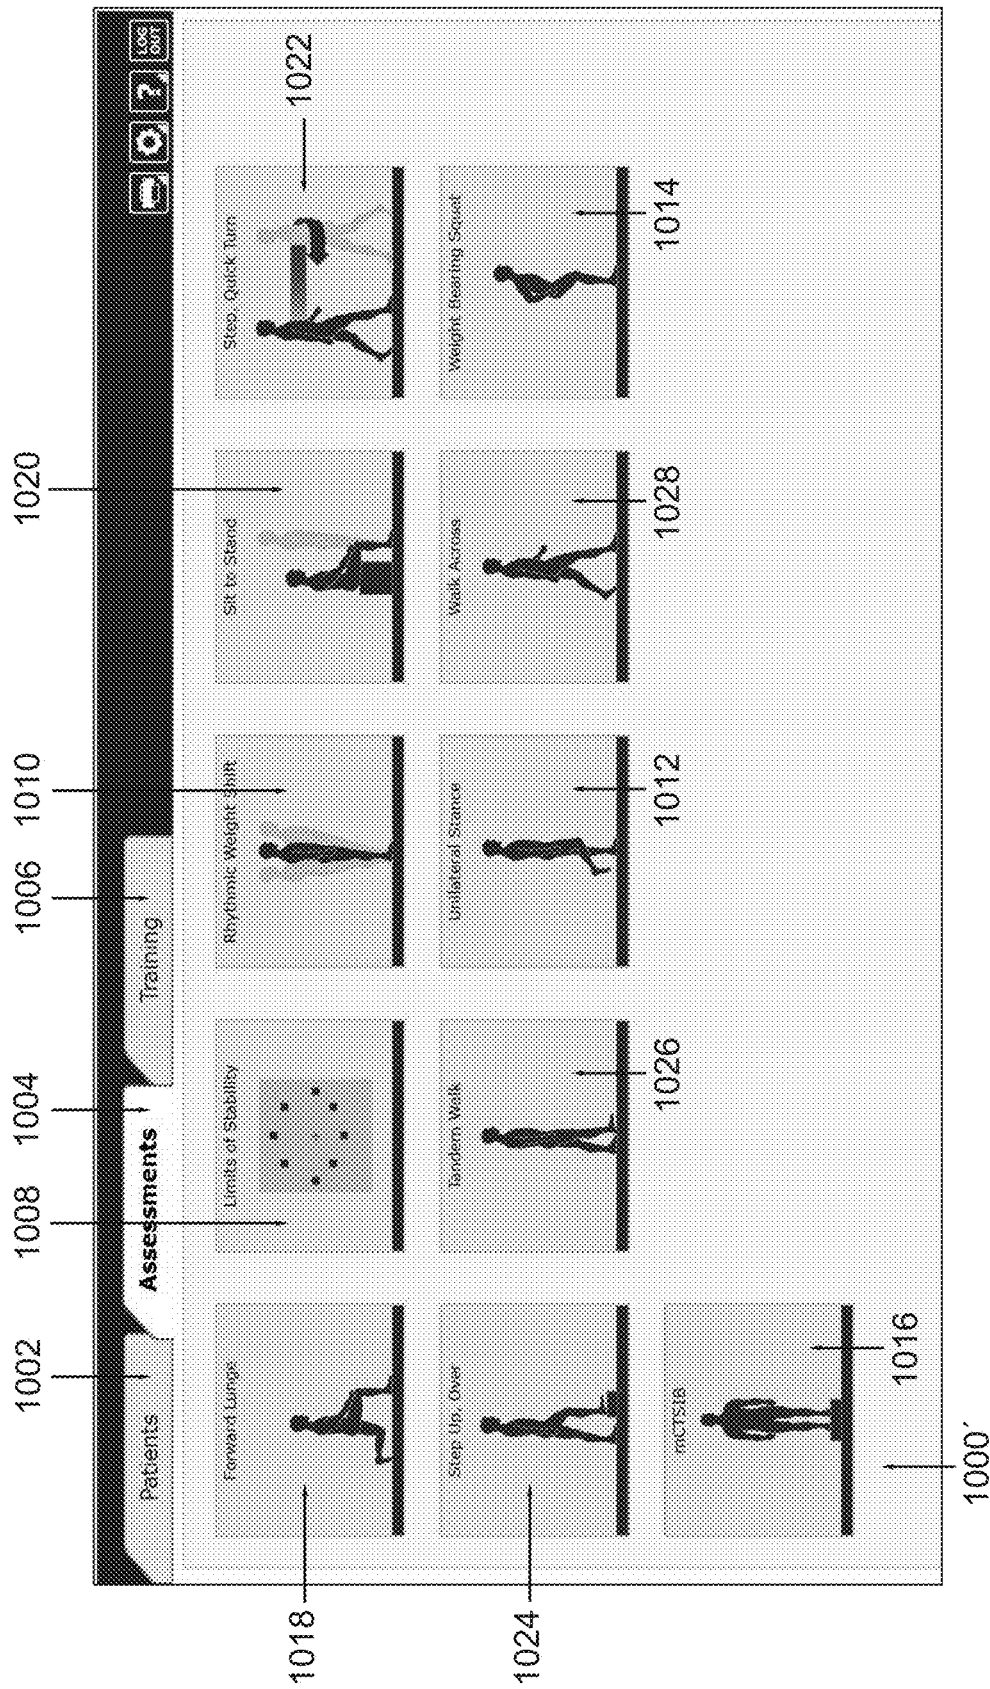 1002
1008
1004
1006
1010
1020
Patients
Assessments
Training
?
LOG
OUT
1018
Forward Lunge
Limits of Stability
Rhythmic Weight Shift
Sit to Stand
Step, Quick Turn
1022
1024
Step Up, Over
Tandem Walk
Unilateral Stance
Walk Across
Weight Bearing Squat
1026
1012
1028
1014
mCTSIB
1016
1000´